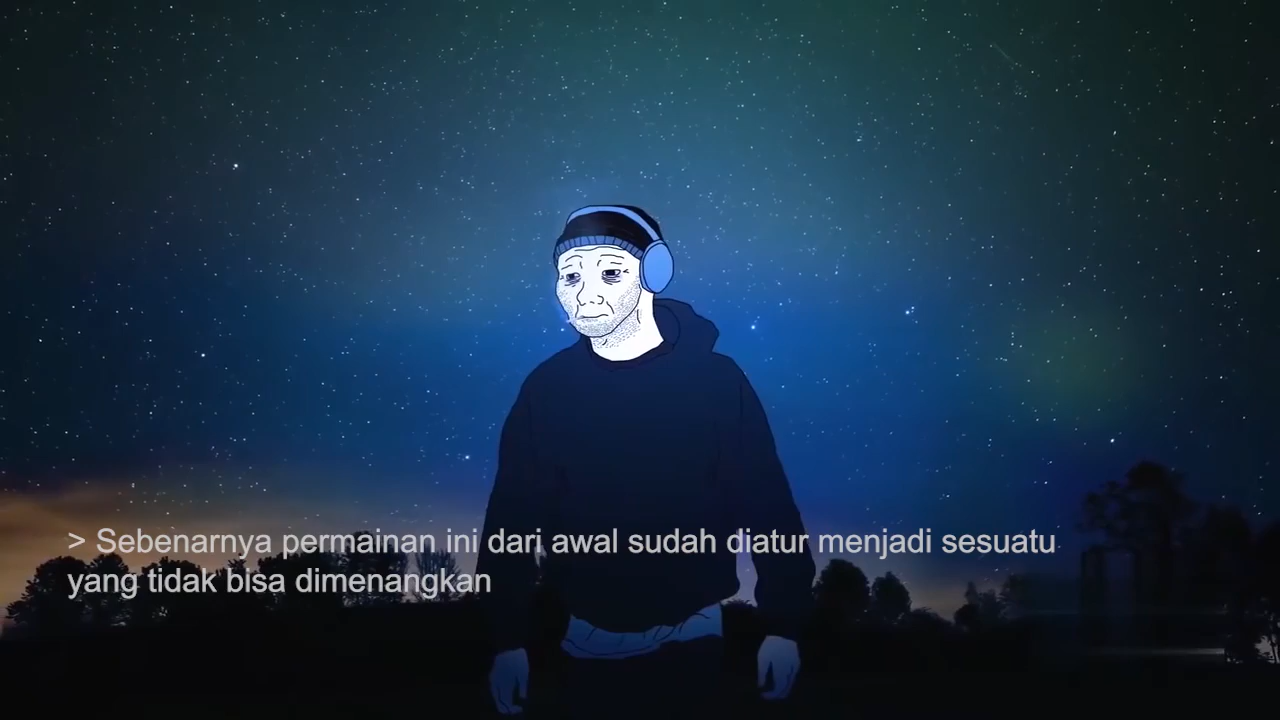 > Sebenarnya permainan ini dari awal sudah diatur menjadi sesuatu
yang tidak bisa dimenangkan